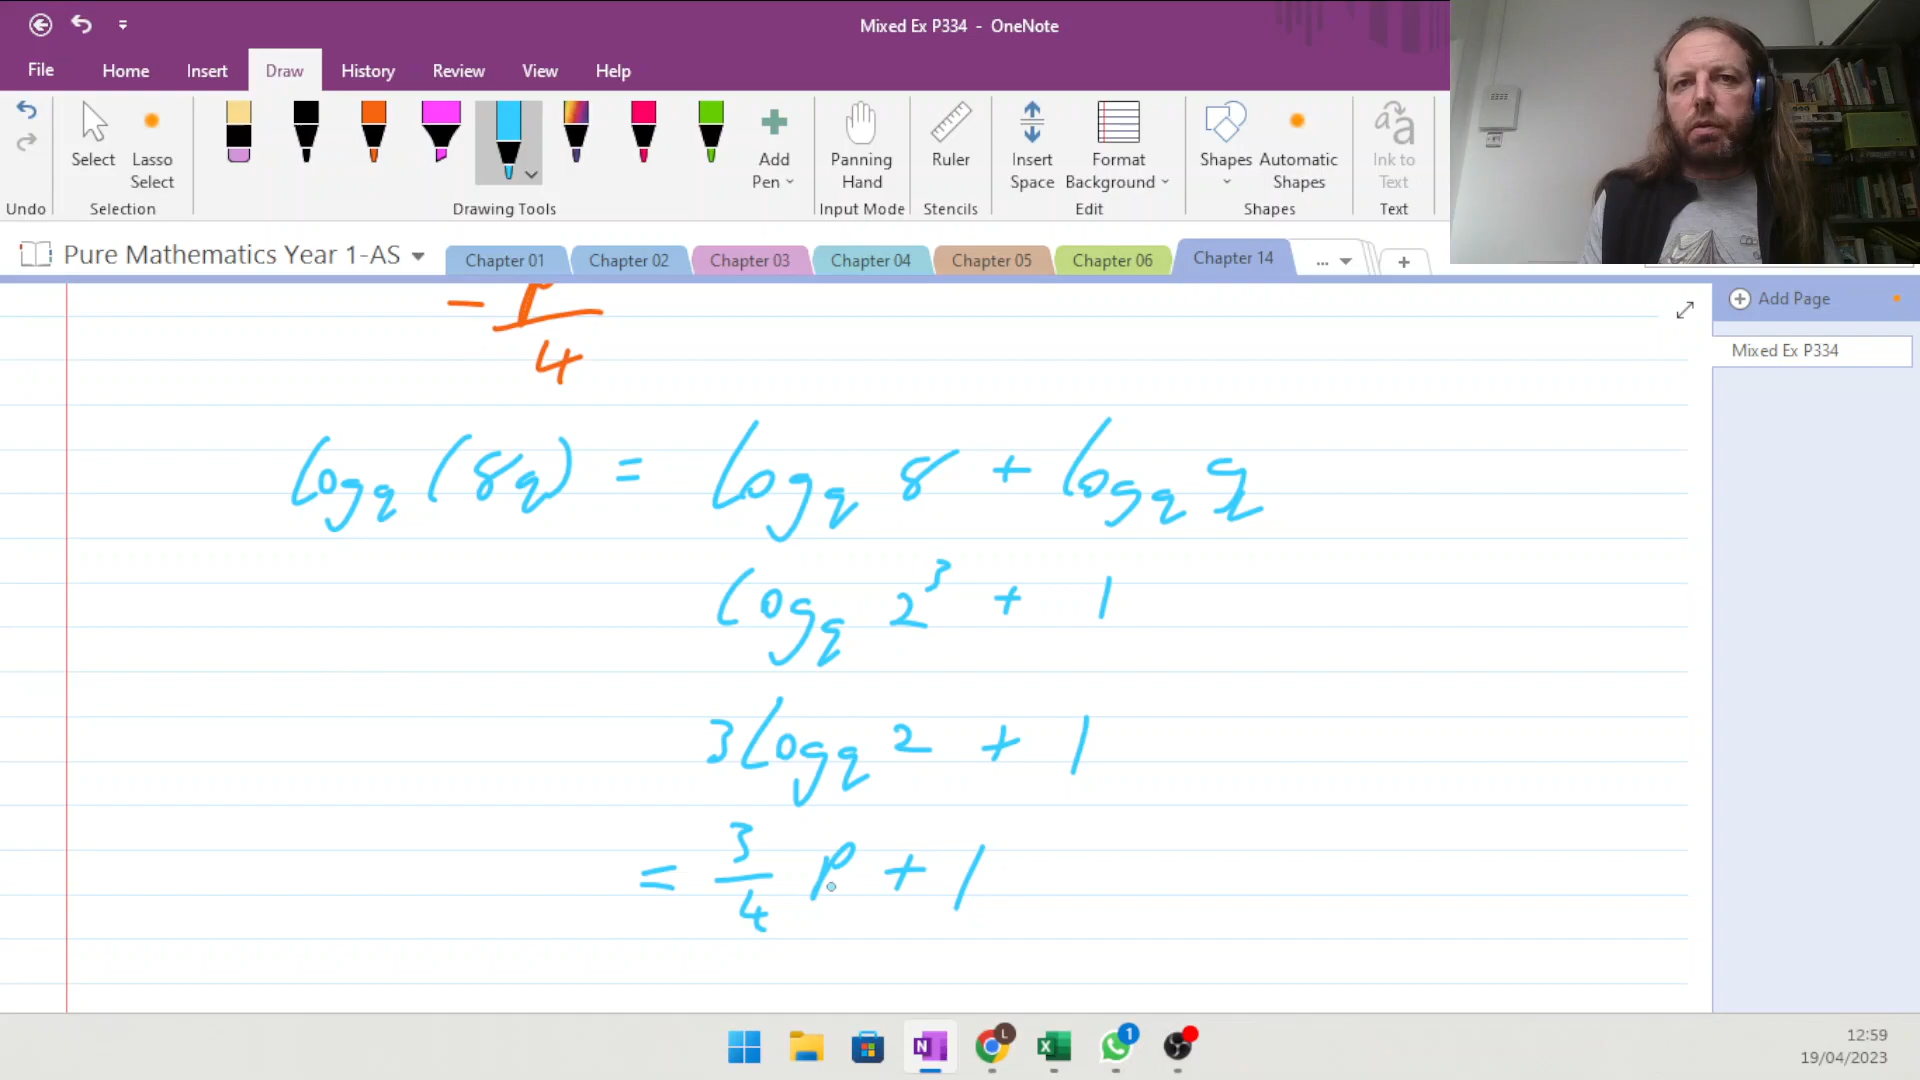 Mixed Ex P334 - OneNote
File Home Insert Draw History Review View Help
Select Lasso Select Add Pen Panning Hand Ruler Insert Space Format Background Shapes Automatic Shapes Ink to Text
Undo Selection Drawing Tools Input Mode Stencils Edit Shapes Text
Pure Mathematics Year 1-AS Chapter 01 Chapter 02 Chapter 03 Chapter 04 Chapter 05 Chapter 06 Chapter 14 ...
Add Page
Mixed Ex P334
- p/4
log_q (8q) = log_q 8 + log_q q
log_q 2³ + 1
3 log_q 2 + 1
= 3/4 p + 1
L 1
12:59
19/04/2023